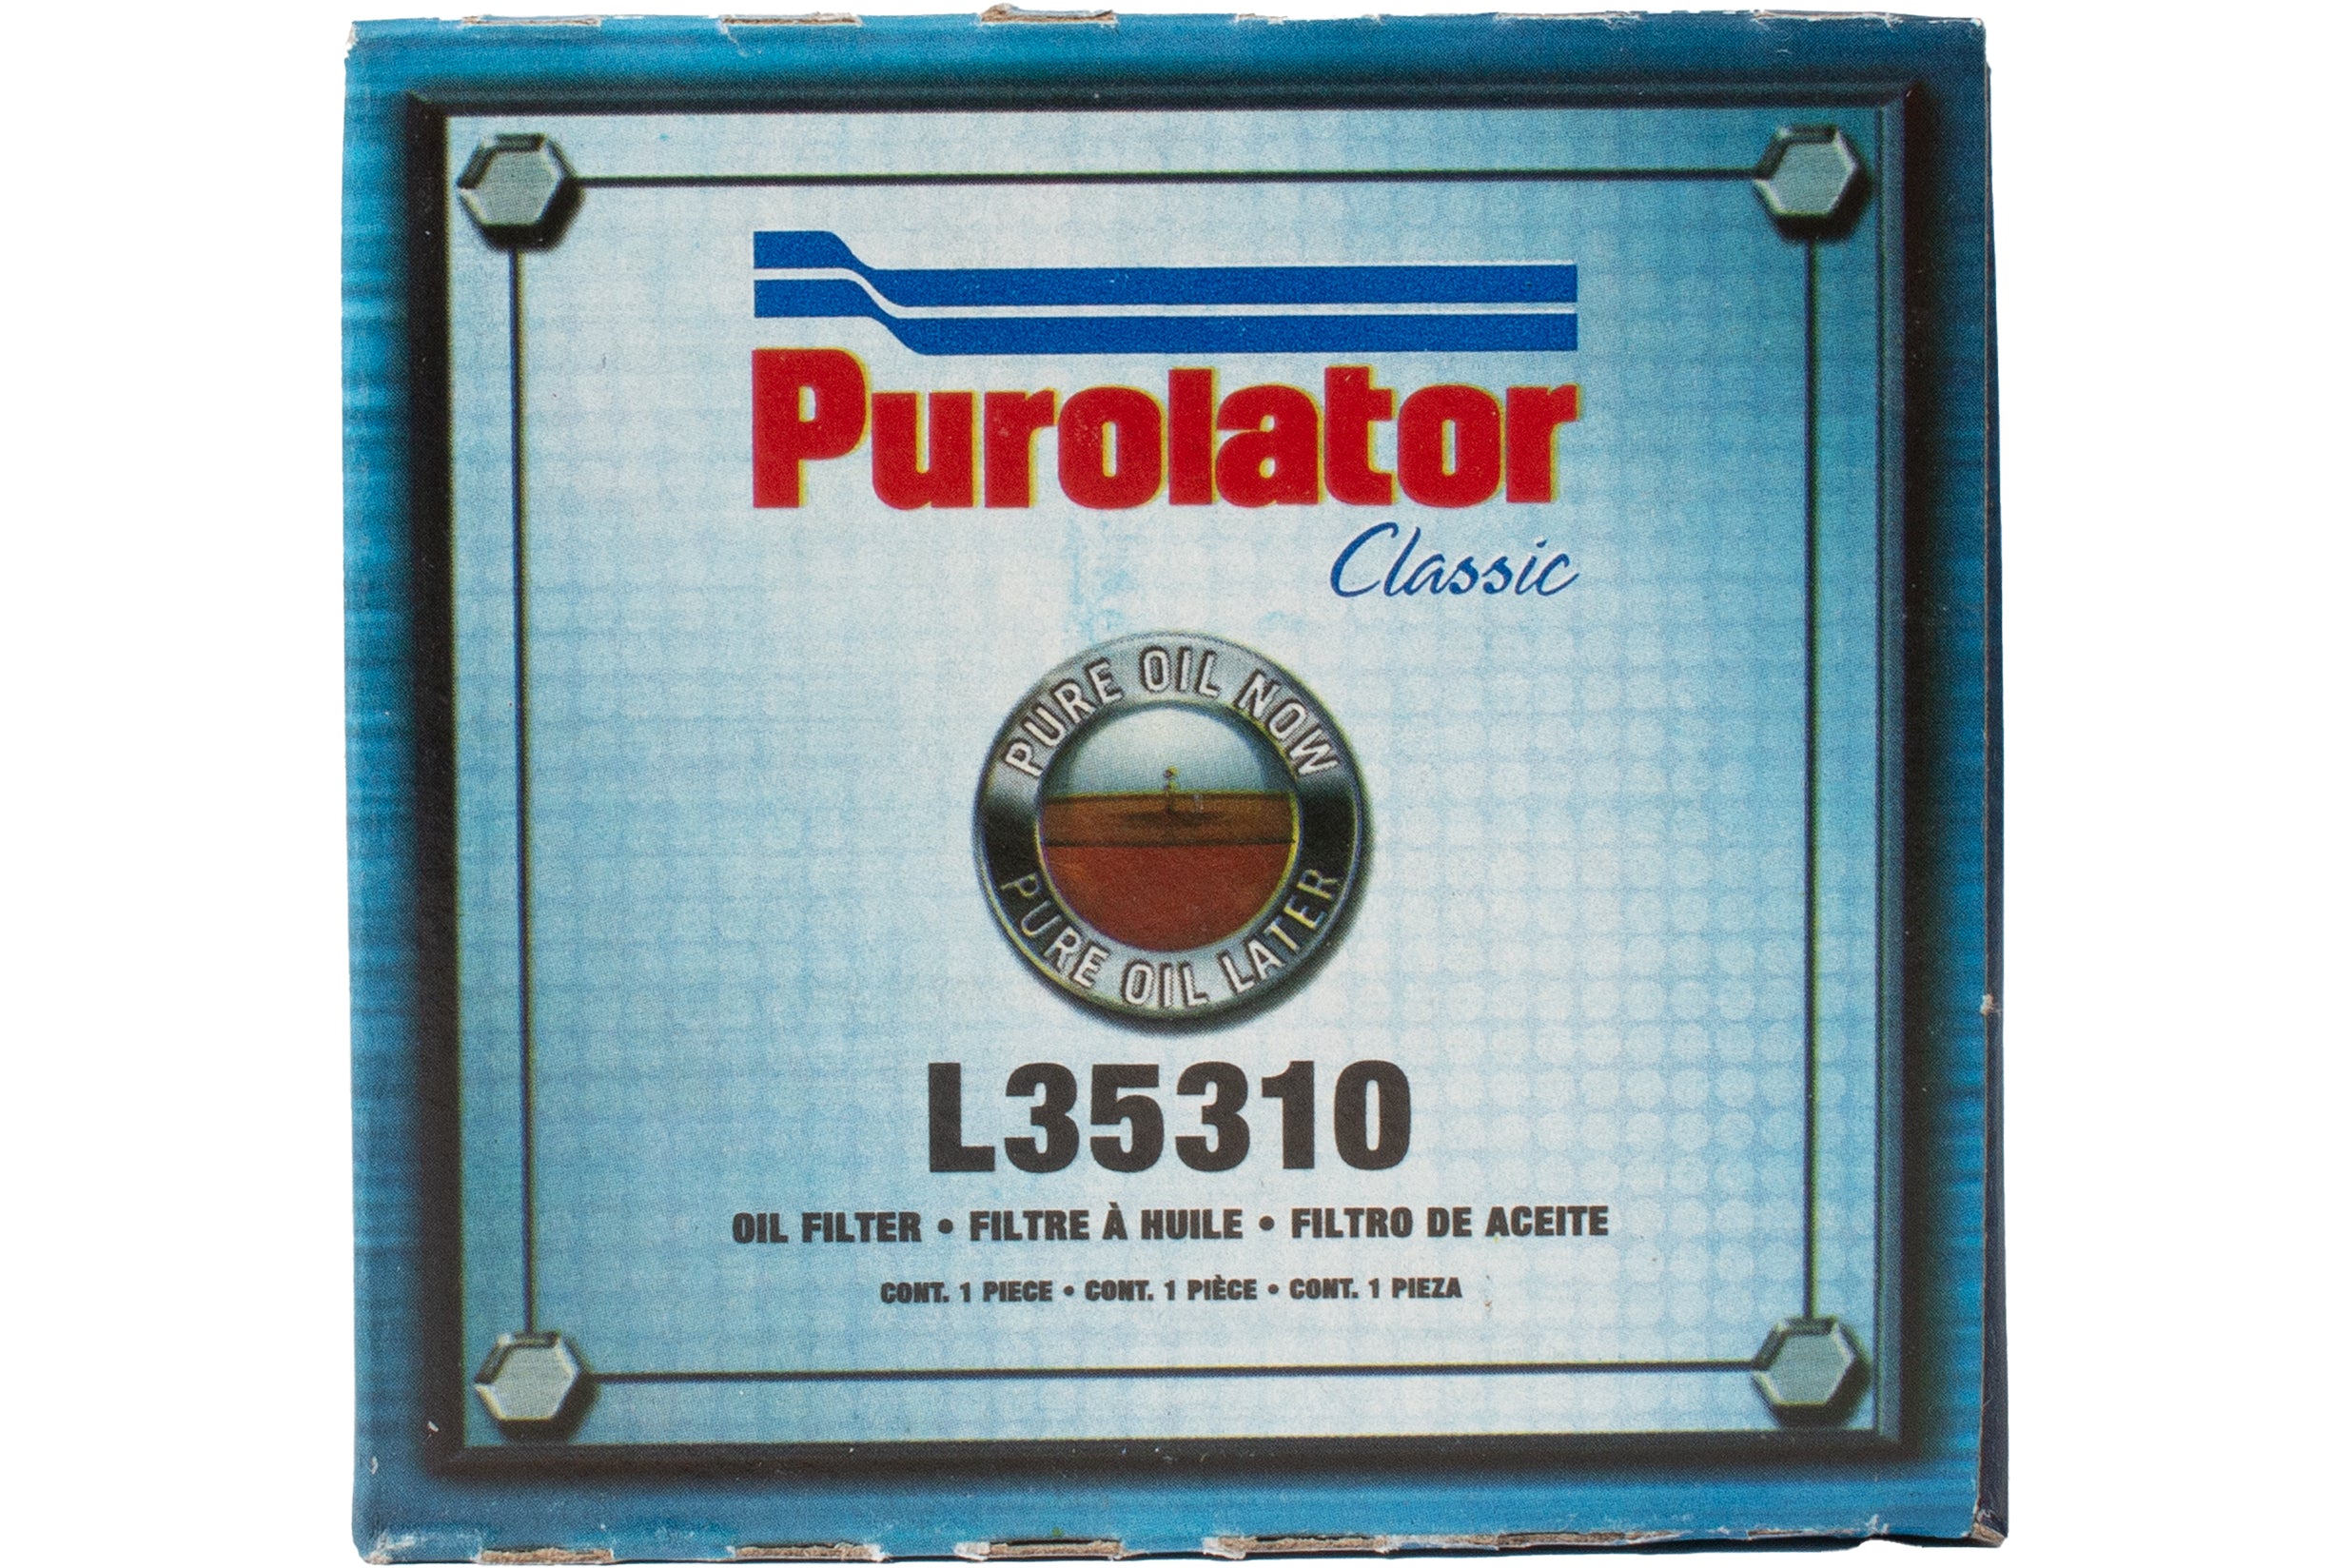 Purolator
Classic
PURE OIL NOW
PURE OIL LATER
L35310
OIL FILTER • FILTRE À HUILE • FILTRO DE ACEITE
CONT. 1 PIECE • CONT. 1 PIÈCE • CONT. 1 PIEZA